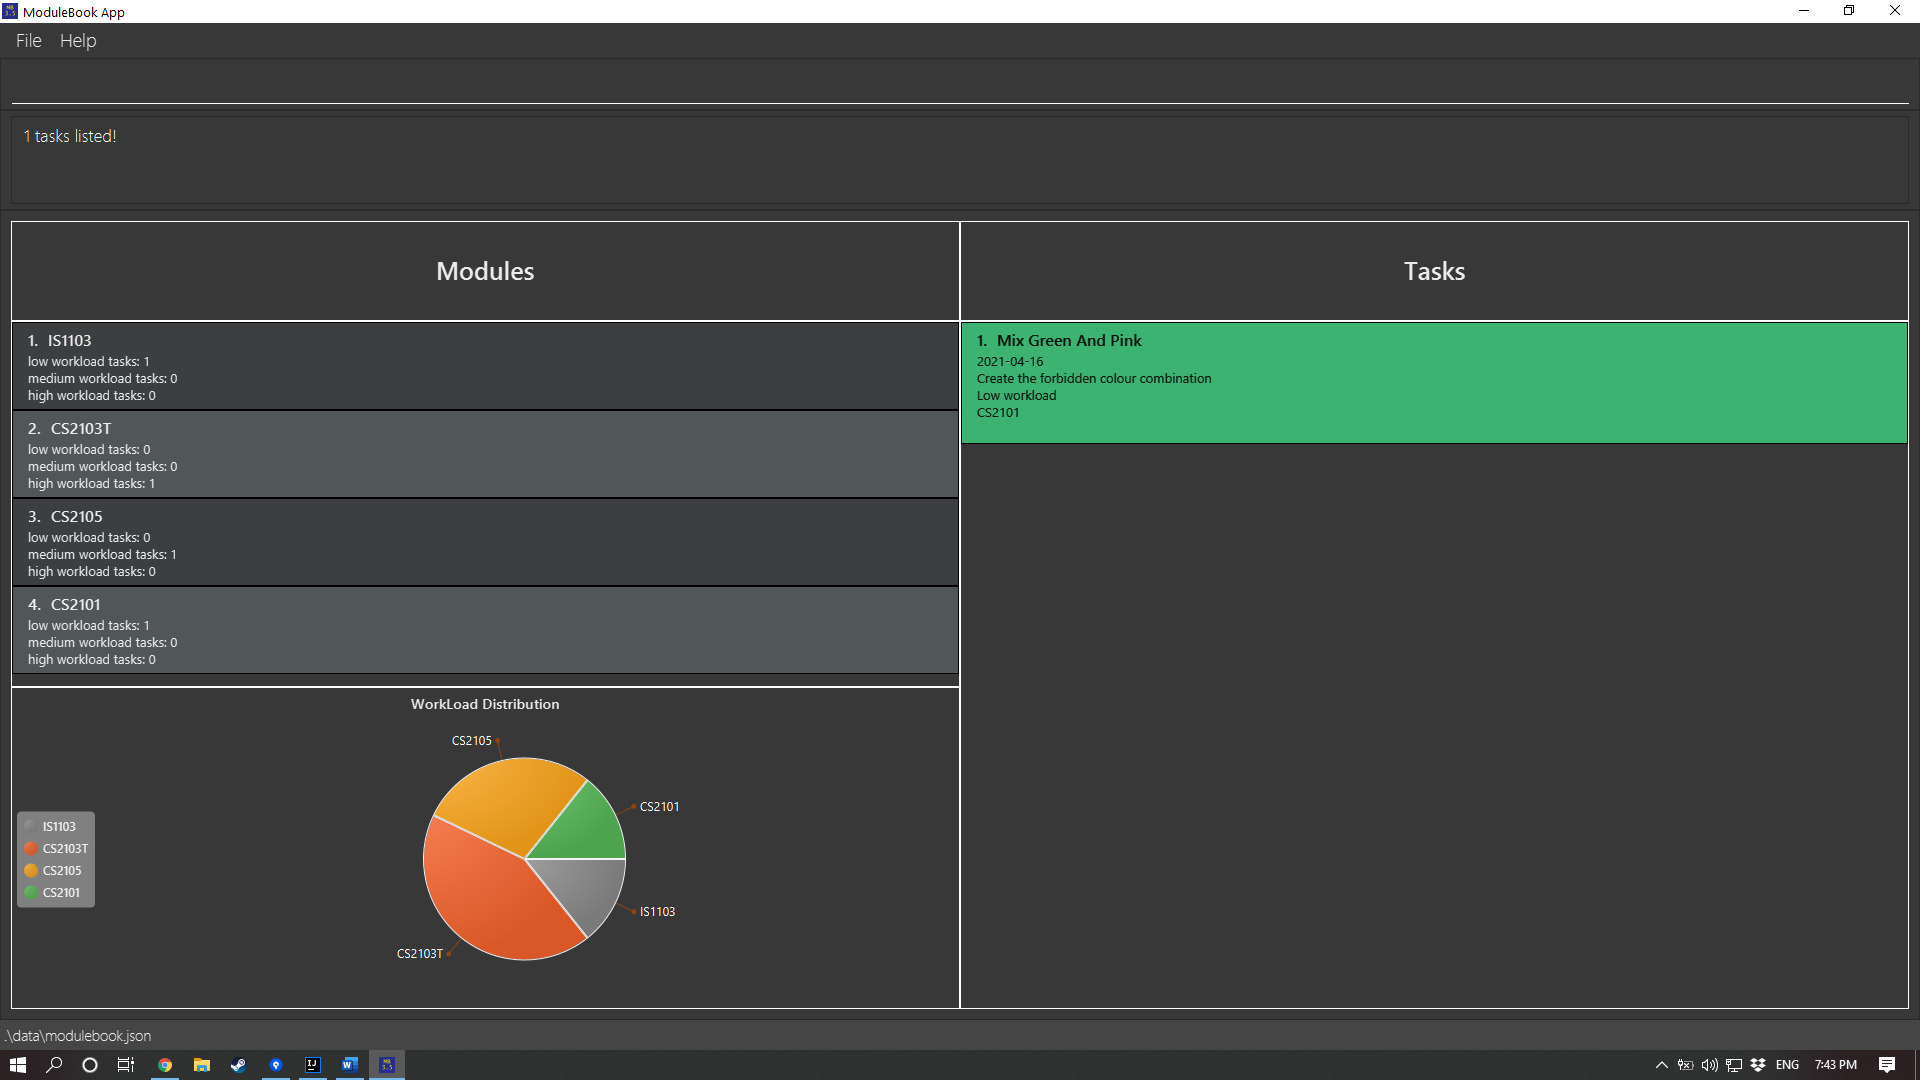 ModuleBook App
File Help
1 tasks listed!
Modules
1. IS1103
low workload tasks: 1
medium workload tasks: 0
high workload tasks: 0
2. CS2103T
low workload tasks: 0
medium workload tasks: 0
high workload tasks: 1
3. CS2105
low workload tasks: 0
medium workload tasks: 1
high workload tasks: 0
4. CS2101
low workload tasks: 1
medium workload tasks: 0
high workload tasks: 0
Tasks
1. Mix Green And Pink
2021-04-16
Create the forbidden colour combination
Low workload
CS2101
WorkLoad Distribution
CS2105
CS2101
IS1103
CS2103T
IS1103
CS2103T
CS2105
CS2101
.\data\modulebook.json
ENG 7:43 PM